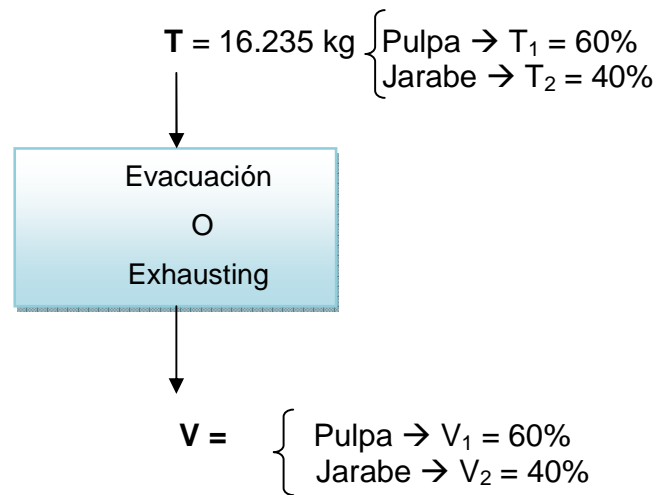 T = 16.235 kg Pulpa → T₁ = 60%
Jarabe → T₂ = 40%
Evacuación
O
Exhausting
V = Pulpa → V₁ = 60%
Jarabe → V₂ = 40%